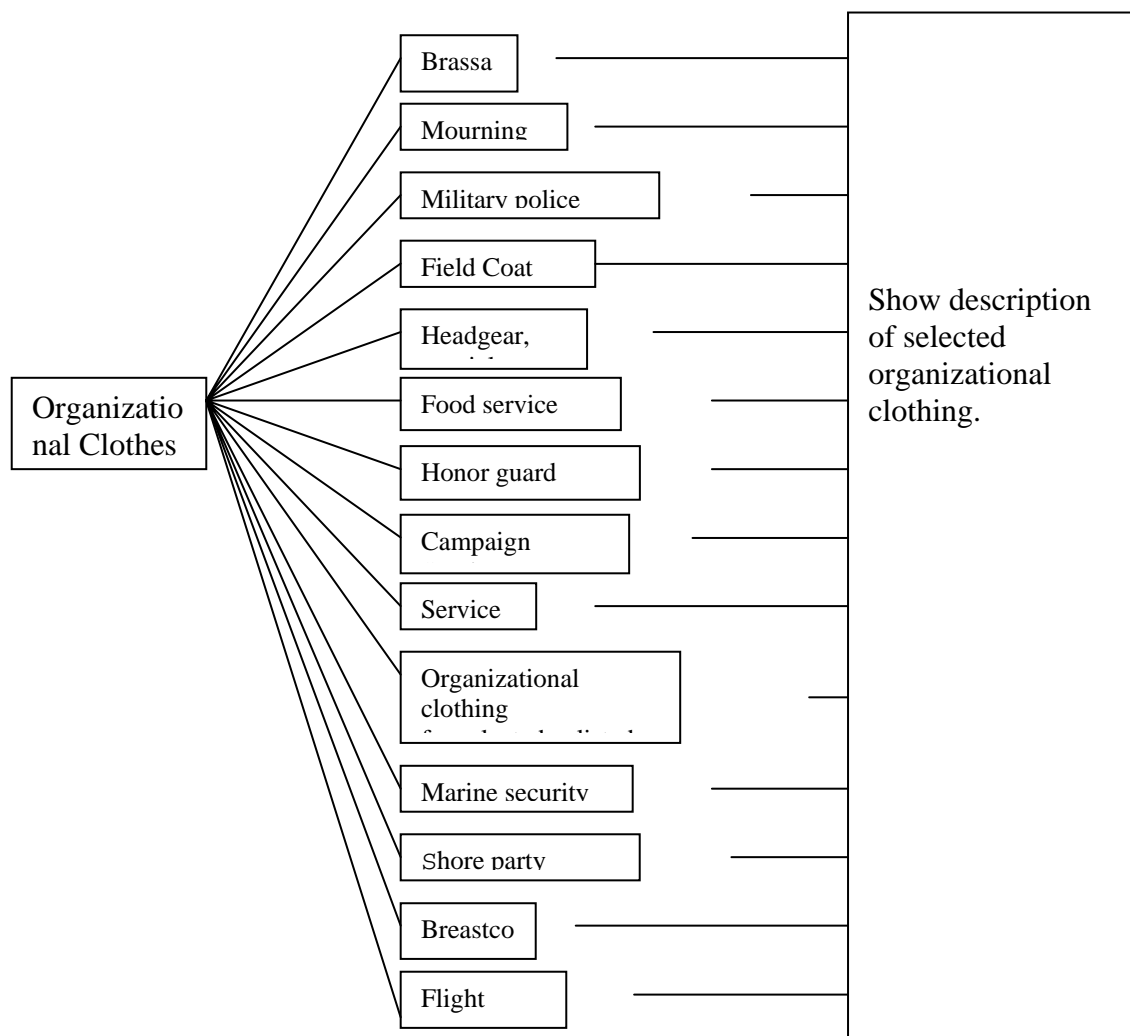 Brassa
Mourning
Military police
Field Coat
Headgear,
Food service
Honor guard
Campaign
Service
Organizational
clothing
Marine security
Shore party
Breastco
Flight
Organizatio
nal Clothes
Show description
of selected
organizational
clothing.